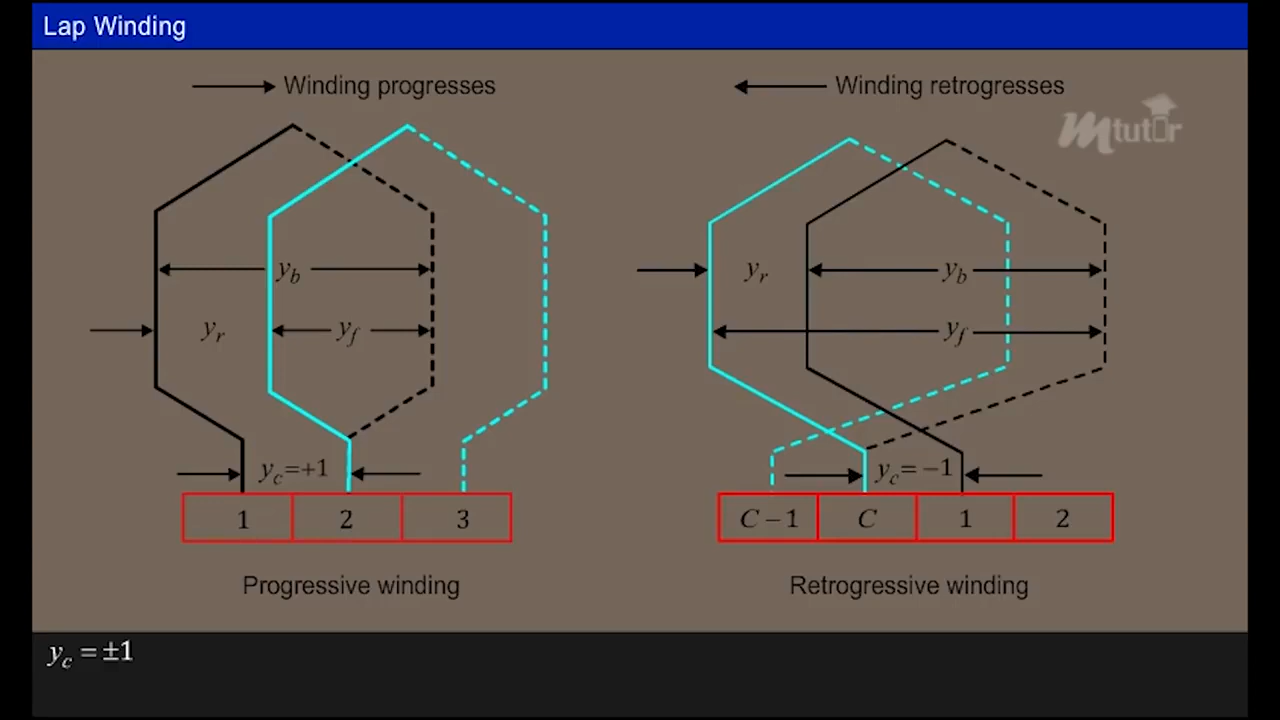 Lap Winding
Winding progresses
Winding retrogresses
mtutor
y_b
y_r
y_f
y_c=+1
1
2
3
Progressive winding
y_r
y_b
y_f
y_c=−1
C−1
C
1
2
Retrogressive winding
y_c=±1